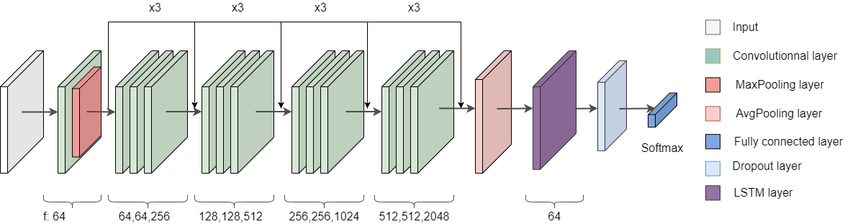 x3 x3 x3 x3
Input
Convolutionnal layer
MaxPooling layer
AvgPooling layer
Fully connected layer
Dropout layer
LSTM layer
Softmax
f: 64 64,64,256 128,128,512 256,256,1024 512,512,2048 64